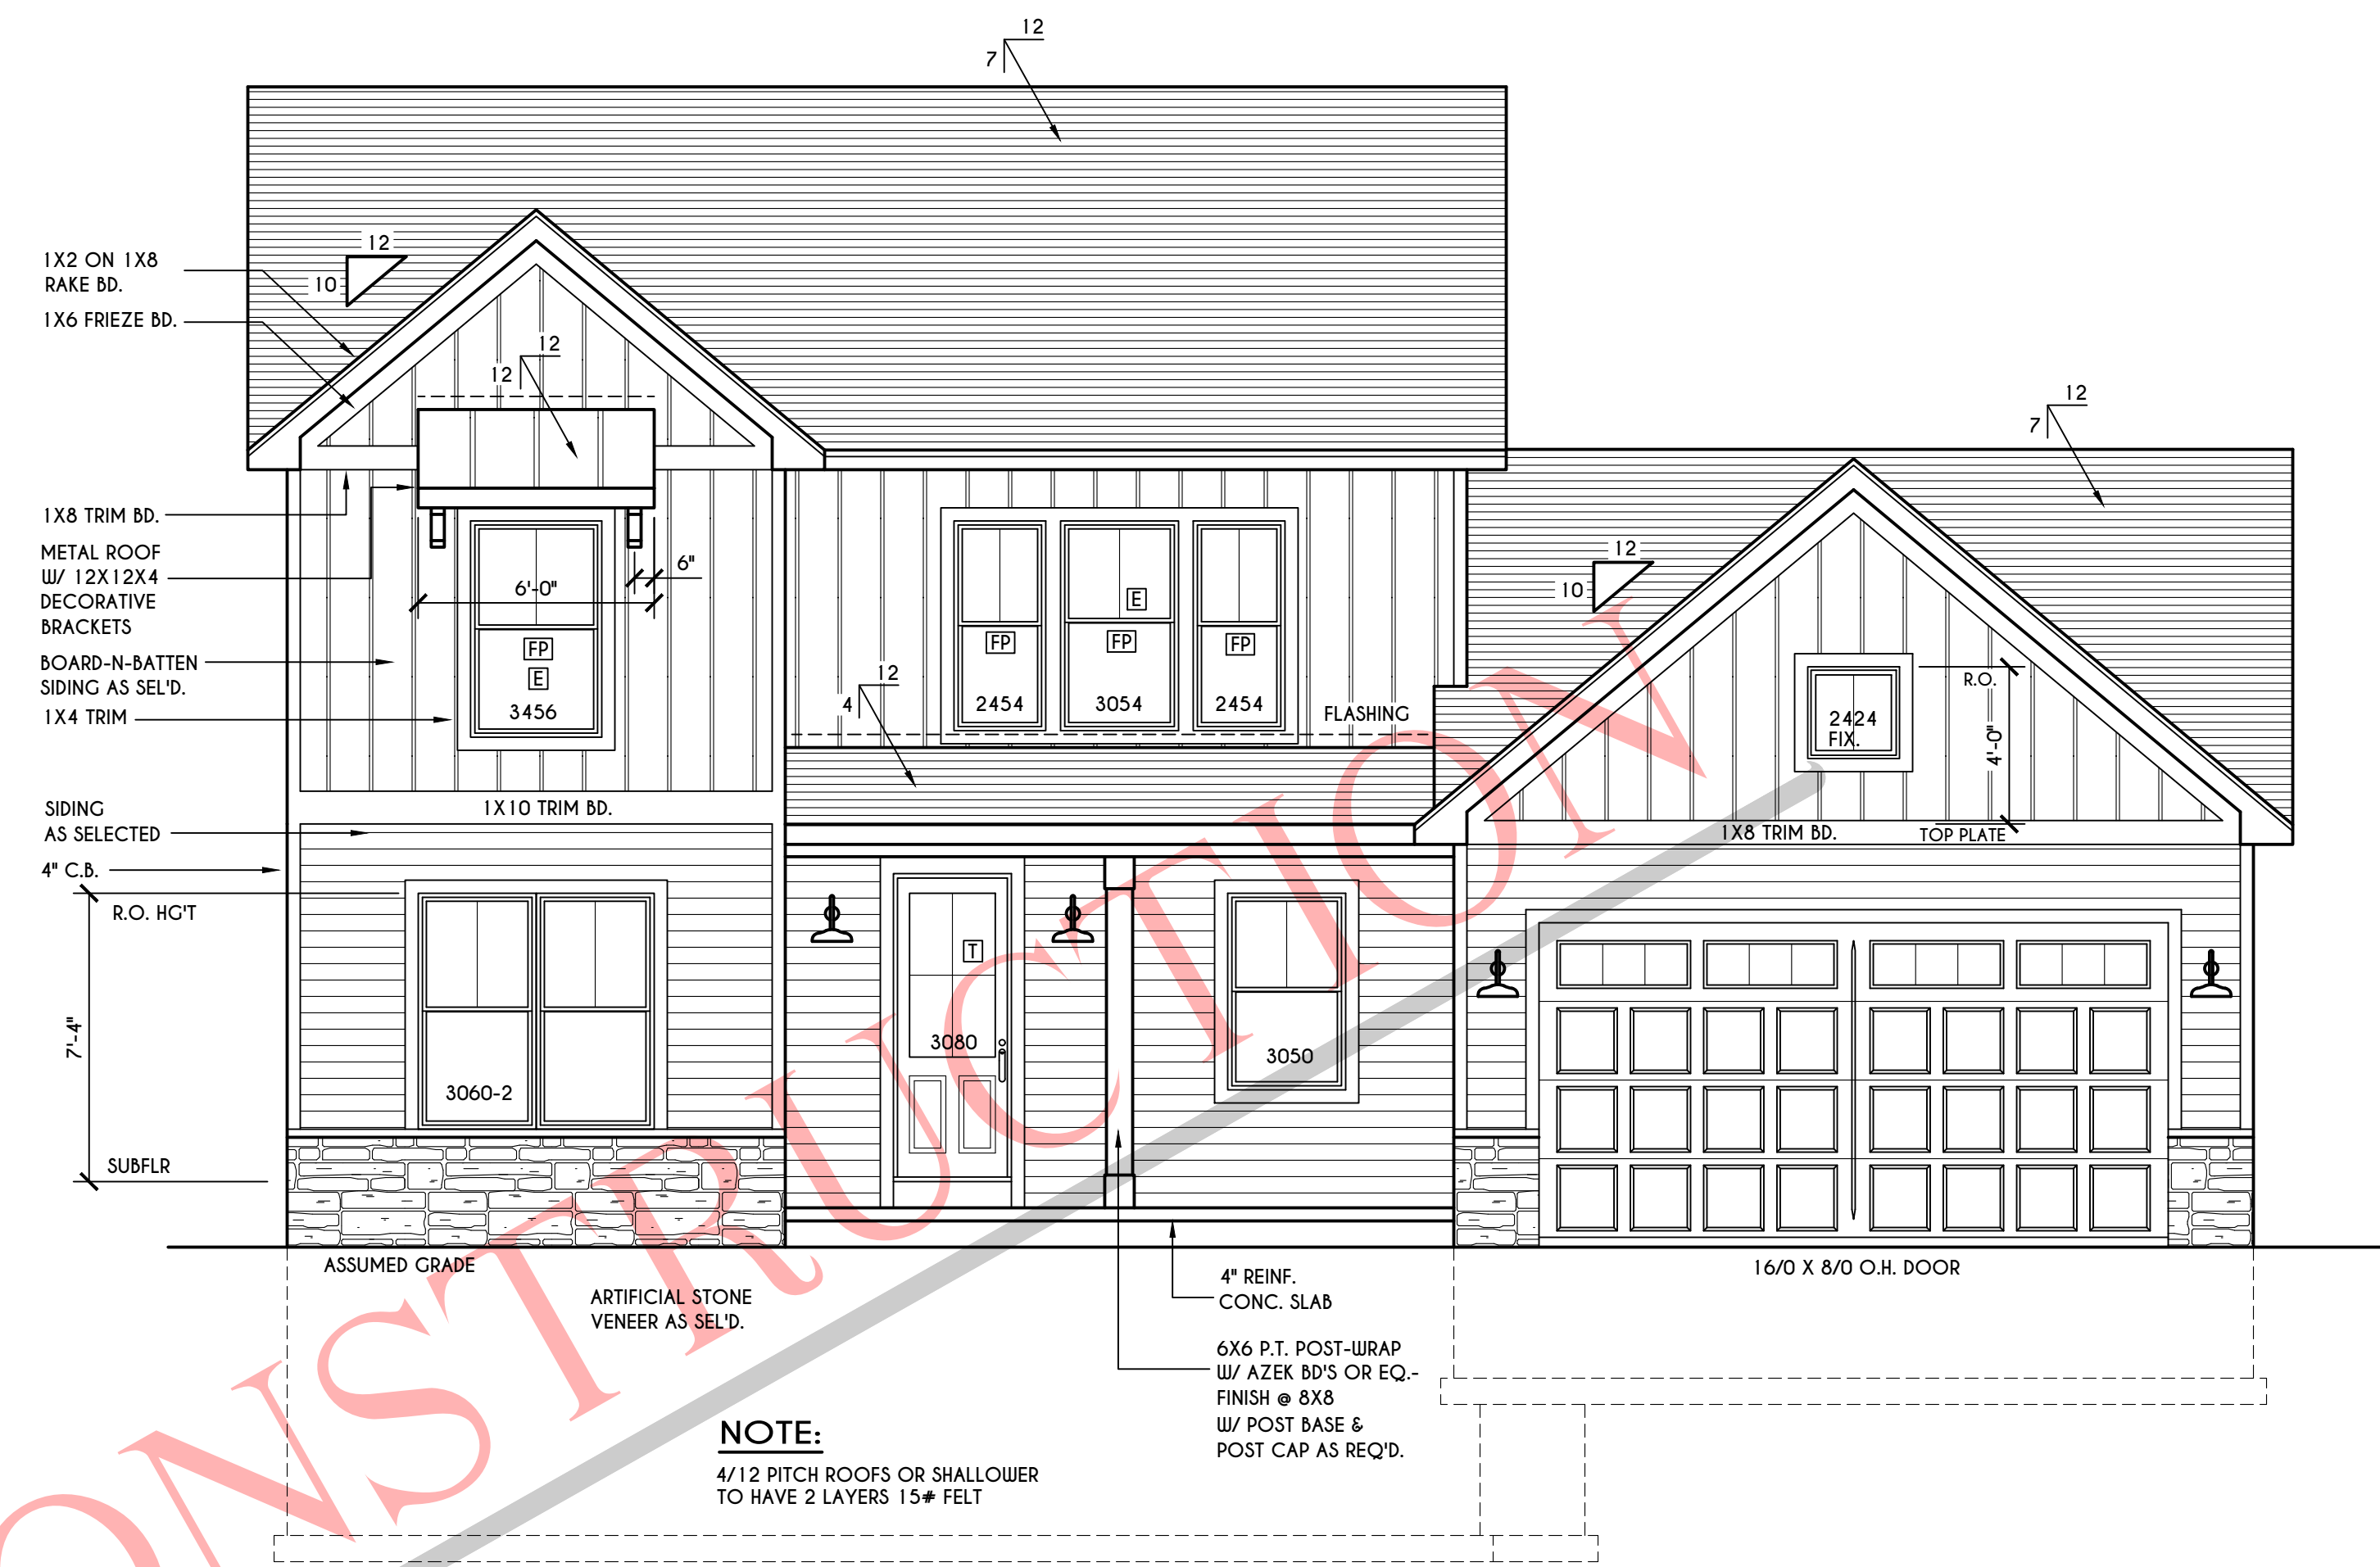 12
7
1X2 ON 1X8
RAKE BD.
12
10
1X6 FRIEZE BD.
12
12
12
7
1X8 TRIM BD.
METAL ROOF
W/ 12X12X4
DECORATIVE
BRACKETS
6"
6'-0"
BOARD-N-BATTEN
SIDING AS SEL'D.
1X4 TRIM
FP
E
3456
E
FP
FP
FP
2454
3054
2454
12
4
FLASHING
12
10
R.O.
2424
FIX.
4'-0"
SIDING
AS SELECTED
1X10 TRIM BD.
1X8 TRIM BD.
TOP PLATE
4" C.B.
R.O. HG'T
7'-4"
SUBFLR
3060-2
T
3080
3050
ASSUMED GRADE
ARTIFICIAL STONE
VENEER AS SEL'D.
4" REINF.
CONC. SLAB
16/0 X 8/0 O.H. DOOR
6X6 P.T. POST-WRAP
W/ AZEK BD'S OR EQ.-
FINISH @ 8X8
W/ POST BASE &
POST CAP AS REQ'D.
NOTE:
4/12 PITCH ROOFS OR SHALLOWER
TO HAVE 2 LAYERS 15# FELT
ONSTRUCTION